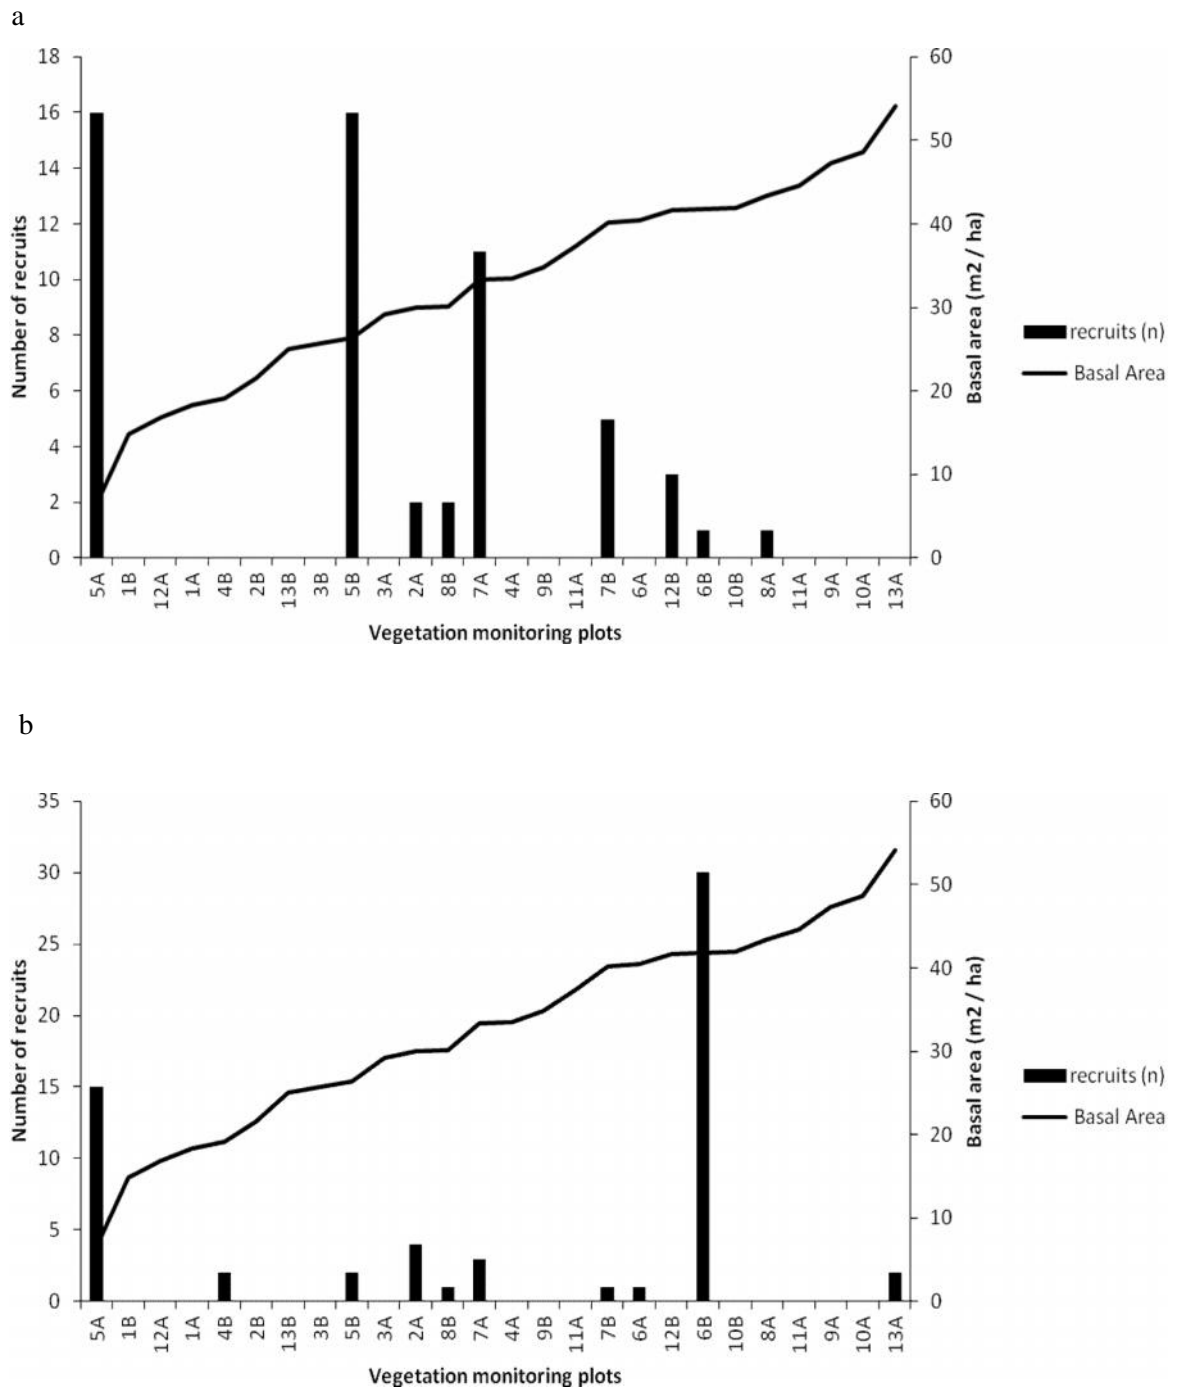 a
18
16
14
12
10
8
6
4
2
0
Number of recruits
60
50
40
30
20
10
0
Basal area (m2 / ha)
recruits (n)
Basal Area
5A 1B 12A 1A 4B 2B 13B 3B 5B 3A 2A 8B 7A 4A 9B 11A 7B 6A 12B 6B 10B 8A 11A 9A 10A 13A
Vegetation monitoring plots
b
35
30
25
20
15
10
5
0
Number of recruits
60
50
40
30
20
10
0
Basal area (m2 / ha)
recruits (n)
Basal Area
5A 1B 12A 1A 4B 2B 13B 3B 5B 3A 2A 8B 7A 4A 9B 11A 7B 6A 12B 6B 10B 8A 11A 9A 10A 13A
Vegetation monitoring plots